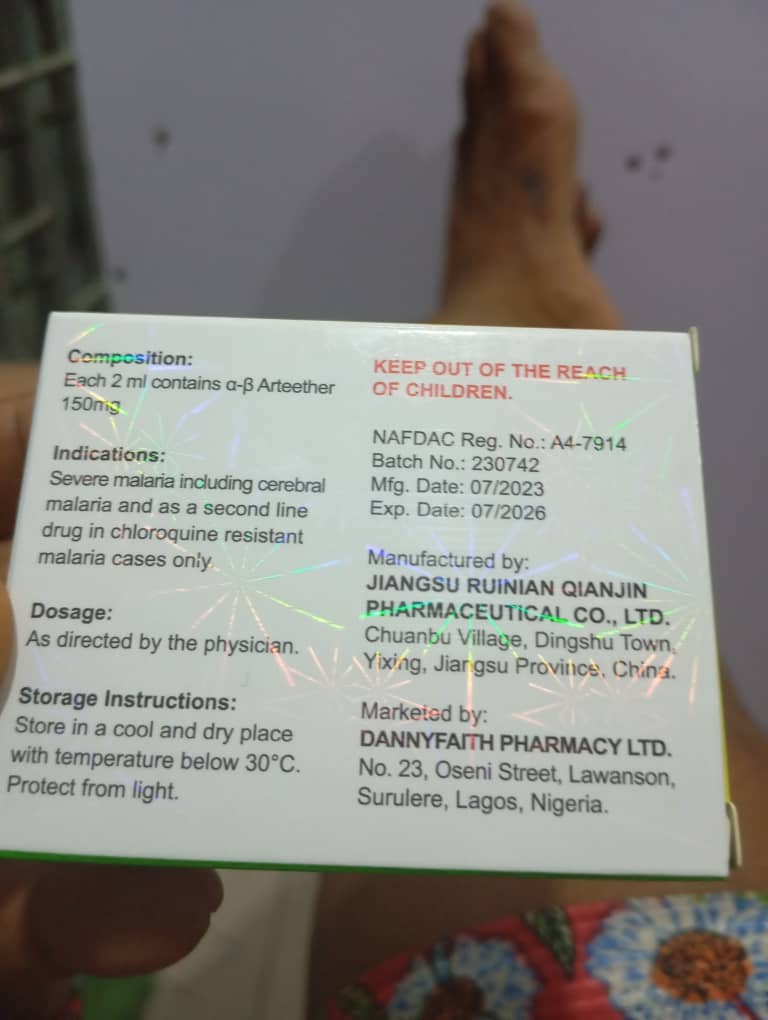 Composition:
Each 2 ml contains α-β Arteether
150mg.
Indications:
Severe malaria including cerebral
malaria and as a second line
drug in chloroquine resistant
malaria cases only.
Dosage:
As directed by the physician.
Storage Instructions:
Store in a cool and dry place
with temperature below 30°C.
Protect from light.
KEEP OUT OF THE REACH
OF CHILDREN.
NAFDAC Reg. No.: A4-7914
Batch No.: 230742
Mfg. Date: 07/2023
Exp. Date: 07/2026
Manufactured by:
JIANGSU RUINIAN QIANJIN
PHARMACEUTICAL CO., LTD.
Chuanbu Village, Dingshu Town,
Yixing, Jiangsu Province, China.
Marketed by:
DANNYFAITH PHARMACY LTD.
No. 23, Oseni Street, Lawanson,
Surulere, Lagos, Nigeria.